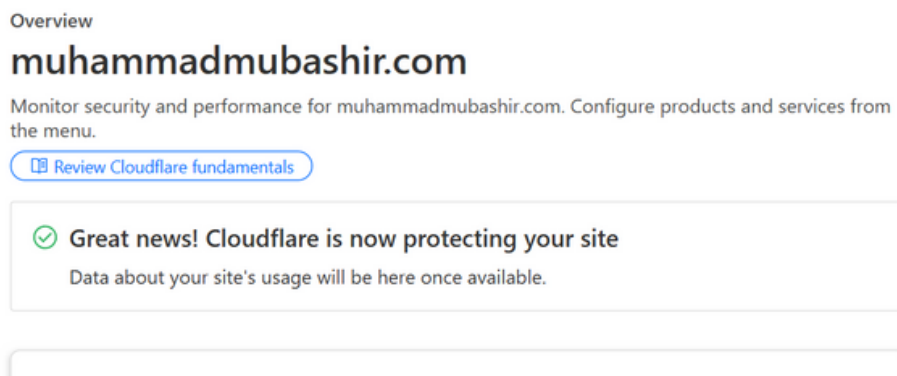 Overview
muhammadmubashir.com
Monitor security and performance for muhammadmubashir.com. Configure products and services from
the menu.
Review Cloudflare fundamentals
Great news! Cloudflare is now protecting your site
Data about your site's usage will be here once available.